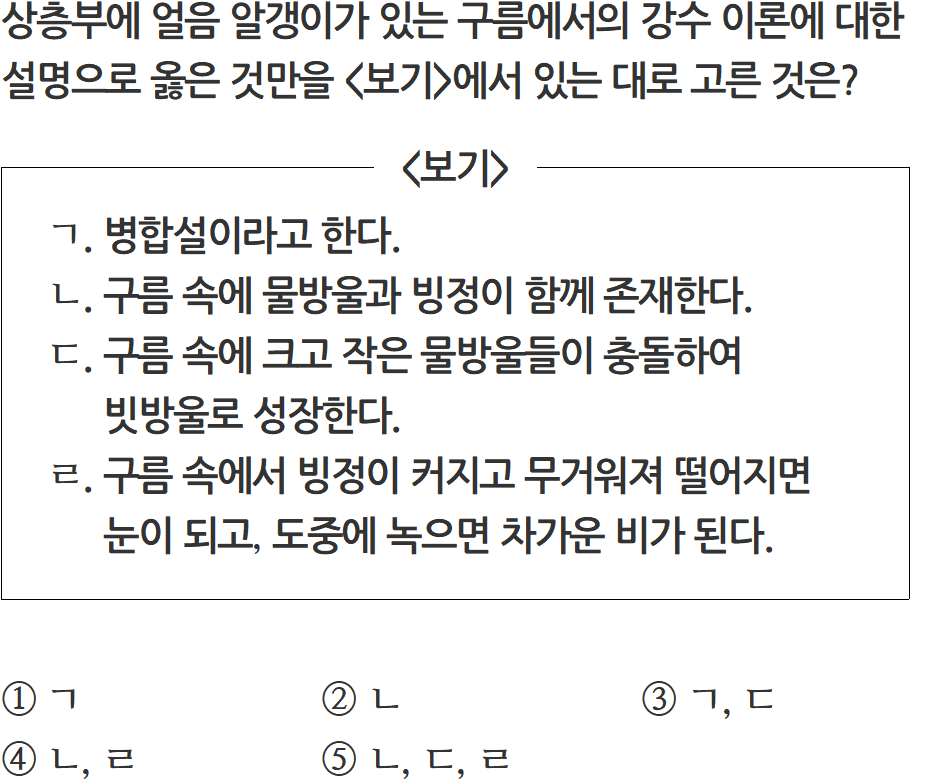 상층부에 얼음 알갱이가 있는 구름에서의 강수 이론에 대한
설명으로 옳은 것만을 <보기>에서 있는 대로 고른 것은?
<보기>
ㄱ. 병합설이라고 한다.
ㄴ. 구름 속에 물방울과 빙정이 함께 존재한다.
ㄷ. 구름 속에 크고 작은 물방울들이 충돌하여
빗방울로 성장한다.
ㄹ. 구름 속에서 빙정이 커지고 무거워져 떨어지면
눈이 되고, 도중에 녹으면 차가운 비가 된다.
① ㄱ ② ㄴ ③ ㄱ, ㄷ
④ ㄴ, ㄹ ⑤ ㄴ, ㄷ, ㄹ